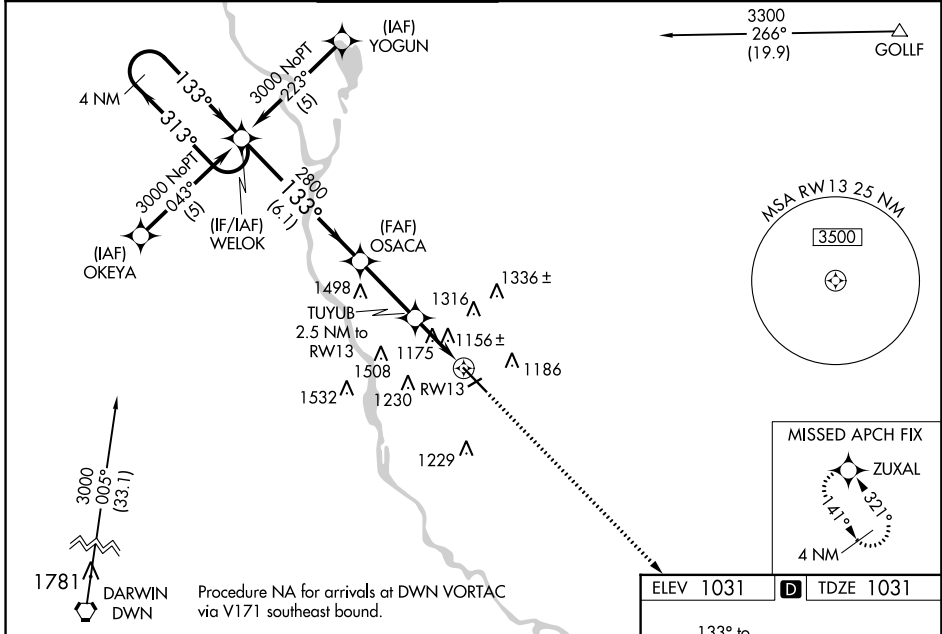 (IAF)
YOGUN
3300
266°
(19.9)
GOLLF
3000 NoPT
223°
(5)
4 NM
133°
313°
3000 NoPT
043°
(5)
(IAF)
OKEYA
(IF/IAF)
WELOK
2800
133°
(6.1)
MSA RW13 25 NM
3500
(FAF)
OSACA
1498
1336 ±
1316
TUYUB
2.5 NM to
RW13
1175
1156 ±
1508
1186
1532
1230
RW13
1229
MISSED APCH FIX
ZUXAL
321°
141°
4 NM
3000
005°
(33.1)
1781
DARWIN
DWN
Procedure NA for arrivals at DWN VORTAC
via V171 southeast bound.
ELEV 1031
D
TDZE 1031
133° to